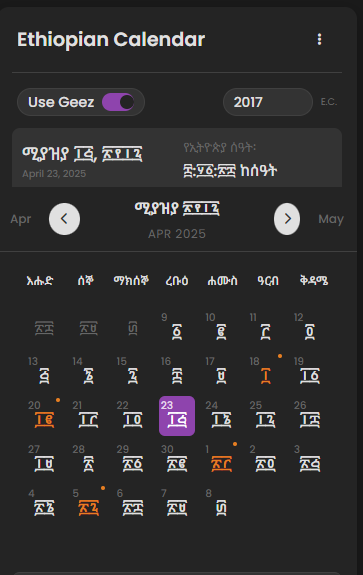 Ethiopian Calendar
Use Geez 2017 E.C.
ሚያዝያ ፲፭, ፳፻፲፯ የኢትዮጵያ ሰዓት:
April 23, 2025 ከሰዓት
Apr ሚያዝያ ፳፻፲፯ May
APR 2025
እሑድ ሰኞ ማክሰኞ ረቡዕ ሐሙስ ዓርብ ቅዳሜ
፳፰ ፳፱ ፴ 9 ፩ 10 ፪ 11 ፫ 12 ፬
13 ፭ 14 ፮ 15 ፯ 16 ፰ 17 ፱ 18 ፲ 19 ፲፩
20 ፲፪ 21 ፲፫ 22 ፲፬ 23 ፲፭ 24 ፲፮ 25 ፲፯ 26 ፲፰
27 ፲፱ 28 ፳ 29 ፳፩ 30 ፳፪ 1 ፳፫ 2 ፳፬ 3 ፳፭
4 ፳፮ 5 ፳፯ 6 ፳፰ 7 ፳፱ 8 ፴